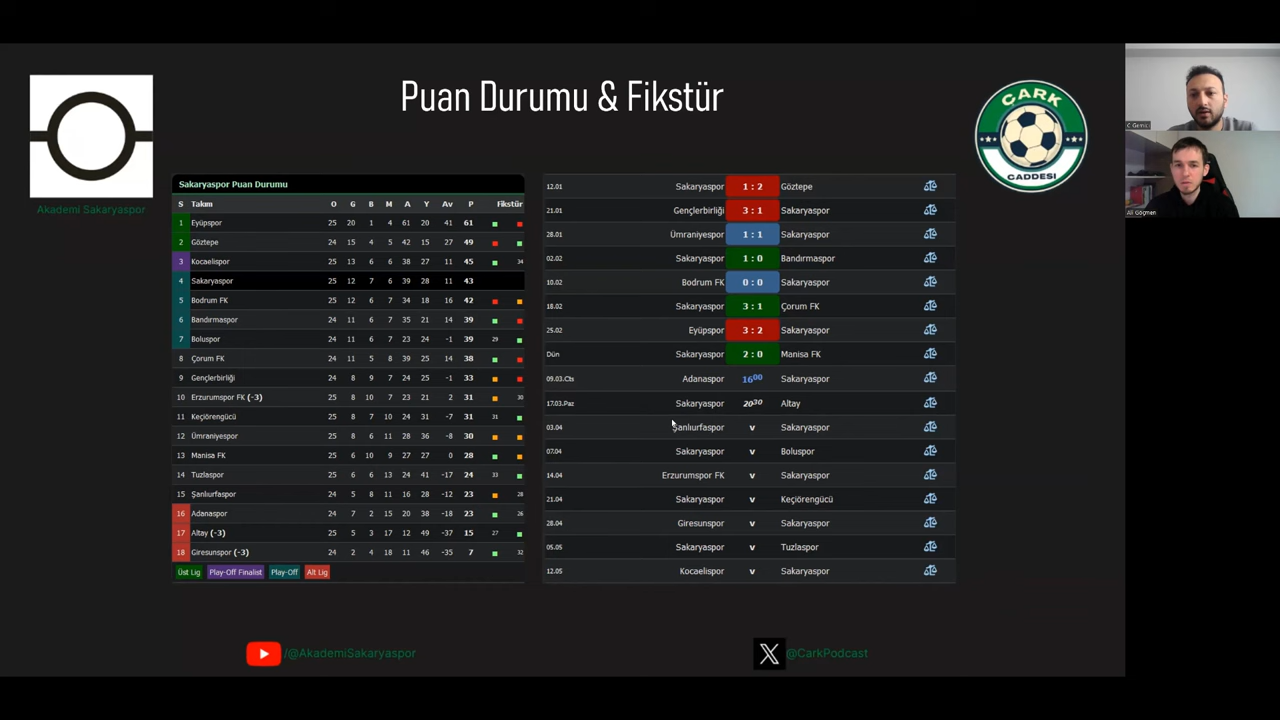 Puan Durumu & Fikstür
Akademi Sakaryaspor
ÇARK
CADDESİ
C Gemici
Ali Göçmen
Sakaryaspor Puan Durumu
S Takım O G B M A Y Av P Fikstür
1 Eyüpspor 25 20 1 4 61 20 41 61
2 Göztepe 24 15 4 5 42 15 27 49
3 Kocaelispor 25 13 6 6 38 27 11 45 34
4 Sakaryaspor 25 12 7 6 39 28 11 43
5 Bodrum FK 25 12 6 7 34 18 16 42
6 Bandırmaspor 24 11 6 7 35 21 14 39
7 Boluspor 24 11 6 7 23 24 -1 39 29
8 Çorum FK 24 11 5 8 39 25 14 38
9 Gençlerbirliği 24 8 9 7 24 25 -1 33
10 Erzurumspor FK (-3) 25 8 10 7 23 21 2 31 30
11 Keçiörengücü 25 8 7 10 24 31 -7 31 31
12 Ümraniyespor 25 8 6 11 28 36 -8 30
13 Manisa FK 25 6 10 9 27 27 0 28
14 Tuzlaspor 25 6 6 13 24 41 -17 24 33
15 Şanlıurfaspor 24 5 8 11 16 28 -12 23 28
16 Adanaspor 24 7 2 15 20 38 -18 23 26
17 Altay (-3) 25 5 3 17 12 49 -37 15 27
18 Giresunspor (-3) 24 2 4 18 11 46 -35 7 32
Üst Lig Play-Off Finalist Play-Off Alt Lig
12.01 Sakaryaspor 1 : 2 Göztepe
21.01 Gençlerbirliği 3 : 1 Sakaryaspor
28.01 Ümraniyespor 1 : 1 Sakaryaspor
02.02 Sakaryaspor 1 : 0 Bandırmaspor
10.02 Bodrum FK 0 : 0 Sakaryaspor
18.02 Sakaryaspor 3 : 1 Çorum FK
25.02 Eyüpspor 3 : 2 Sakaryaspor
Dün Sakaryaspor 2 : 0 Manisa FK
09.03.Cts Adanaspor 16⁰⁰ Sakaryaspor
17.03.Paz Sakaryaspor 20³⁰ Altay
03.04 Şanlıurfaspor v Sakaryaspor
07.04 Sakaryaspor v Boluspor
14.04 Erzurumspor FK v Sakaryaspor
21.04 Sakaryaspor v Keçiörengücü
28.04 Giresunspor v Sakaryaspor
05.05 Sakaryaspor v Tuzlaspor
12.05 Kocaelispor v Sakaryaspor
/@AkademiSakaryaspor
@CarkPodcast